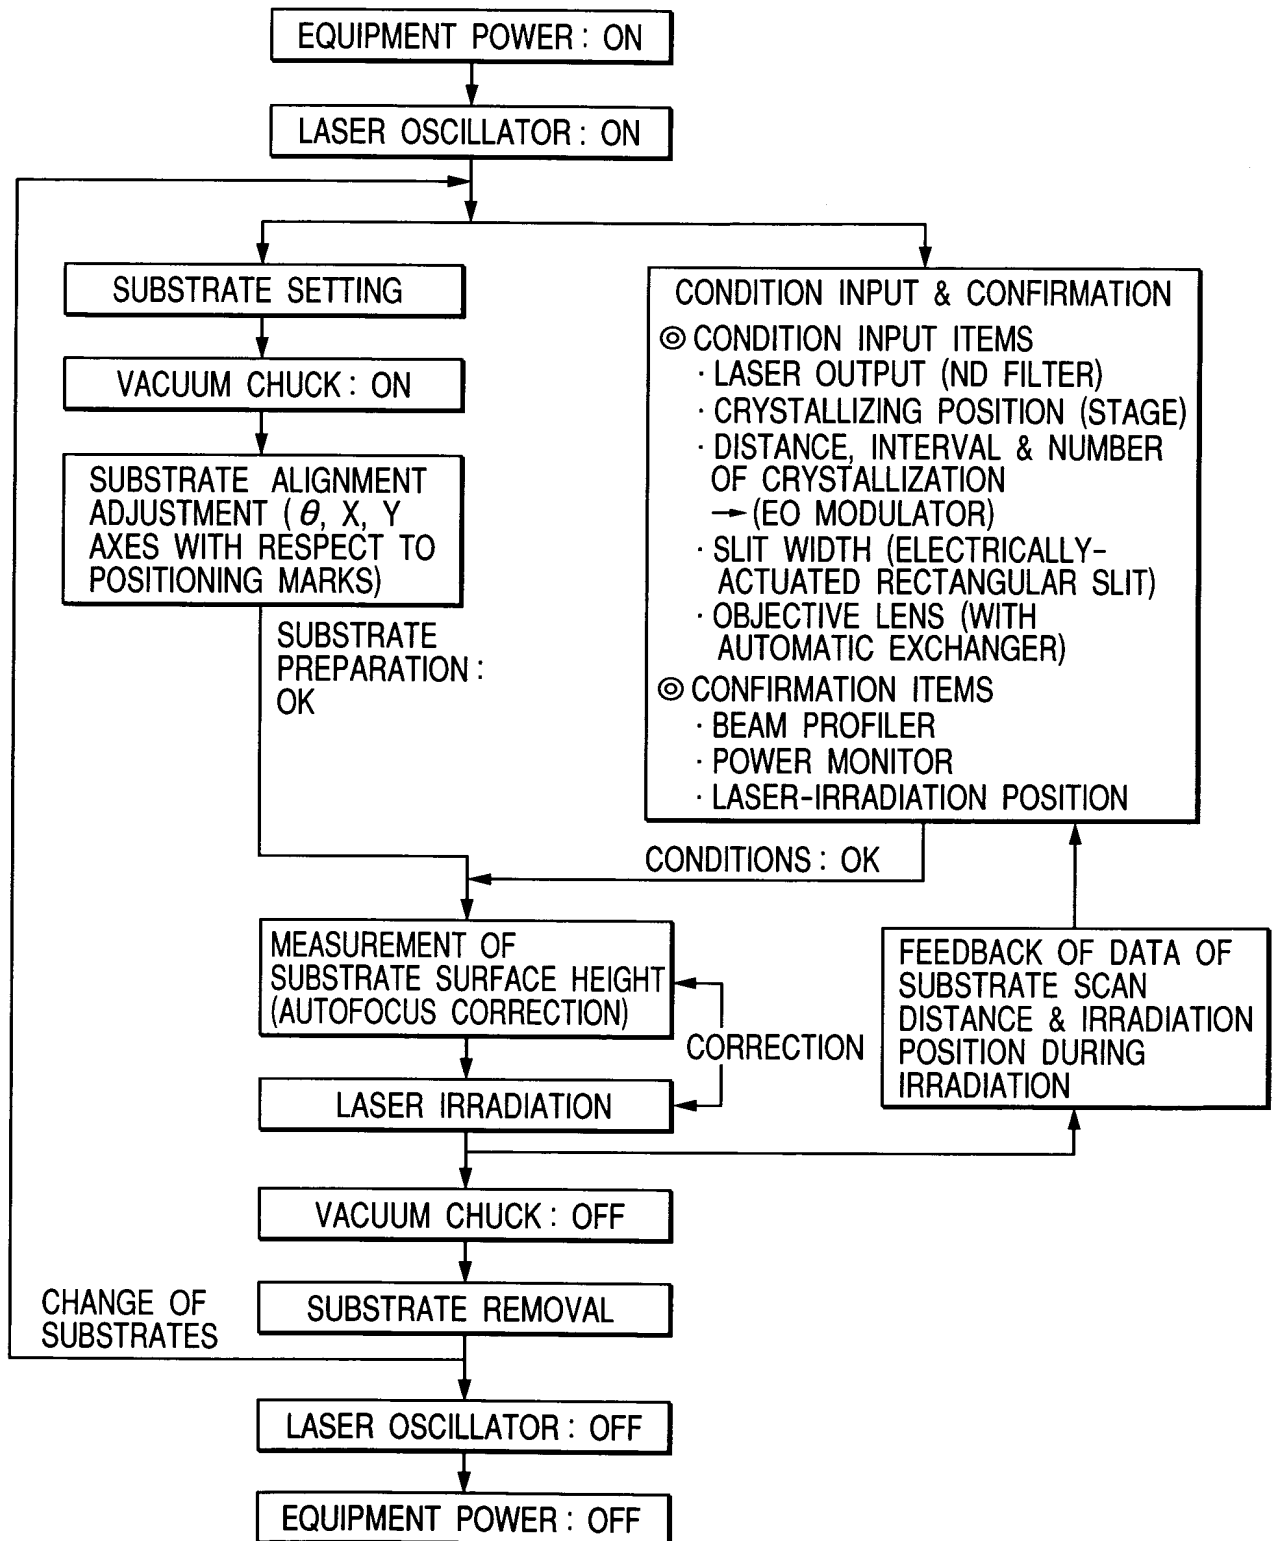 EQUIPMENT POWER : ON
LASER OSCILLATOR : ON
SUBSTRATE SETTING
VACUUM CHUCK : ON
SUBSTRATE ALIGNMENT
ADJUSTMENT ( θ, X, Y
AXES WITH RESPECT TO
POSITIONING MARKS)
SUBSTRATE
PREPARATION :
OK
CONDITION INPUT & CONFIRMATION
◎ CONDITION INPUT ITEMS
· LASER OUTPUT (ND FILTER)
· CRYSTALLIZING POSITION (STAGE)
· DISTANCE, INTERVAL & NUMBER
OF CRYSTALLIZATION
→ (EO MODULATOR)
· SLIT WIDTH (ELECTRICALLY-
ACTUATED RECTANGULAR SLIT)
· OBJECTIVE LENS (WITH
AUTOMATIC EXCHANGER)
◎ CONFIRMATION ITEMS
· BEAM PROFILER
· POWER MONITOR
· LASER-IRRADIATION POSITION
CONDITIONS : OK
MEASUREMENT OF
SUBSTRATE SURFACE HEIGHT
(AUTOFOCUS CORRECTION)
CORRECTION
LASER IRRADIATION
FEEDBACK OF DATA OF
SUBSTRATE SCAN
DISTANCE & IRRADIATION
POSITION DURING
IRRADIATION
VACUUM CHUCK : OFF
SUBSTRATE REMOVAL
CHANGE OF
SUBSTRATES
LASER OSCILLATOR : OFF
EQUIPMENT POWER : OFF